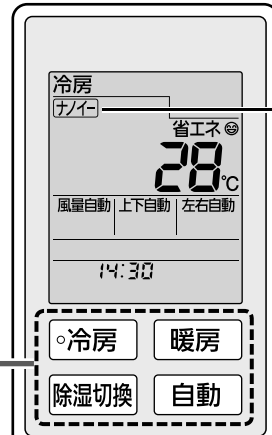 冷房
ナノイー
省エネ
28℃
風量自動 上下自動 左右自動
14:30
冷房 暖房
除湿切換 自動